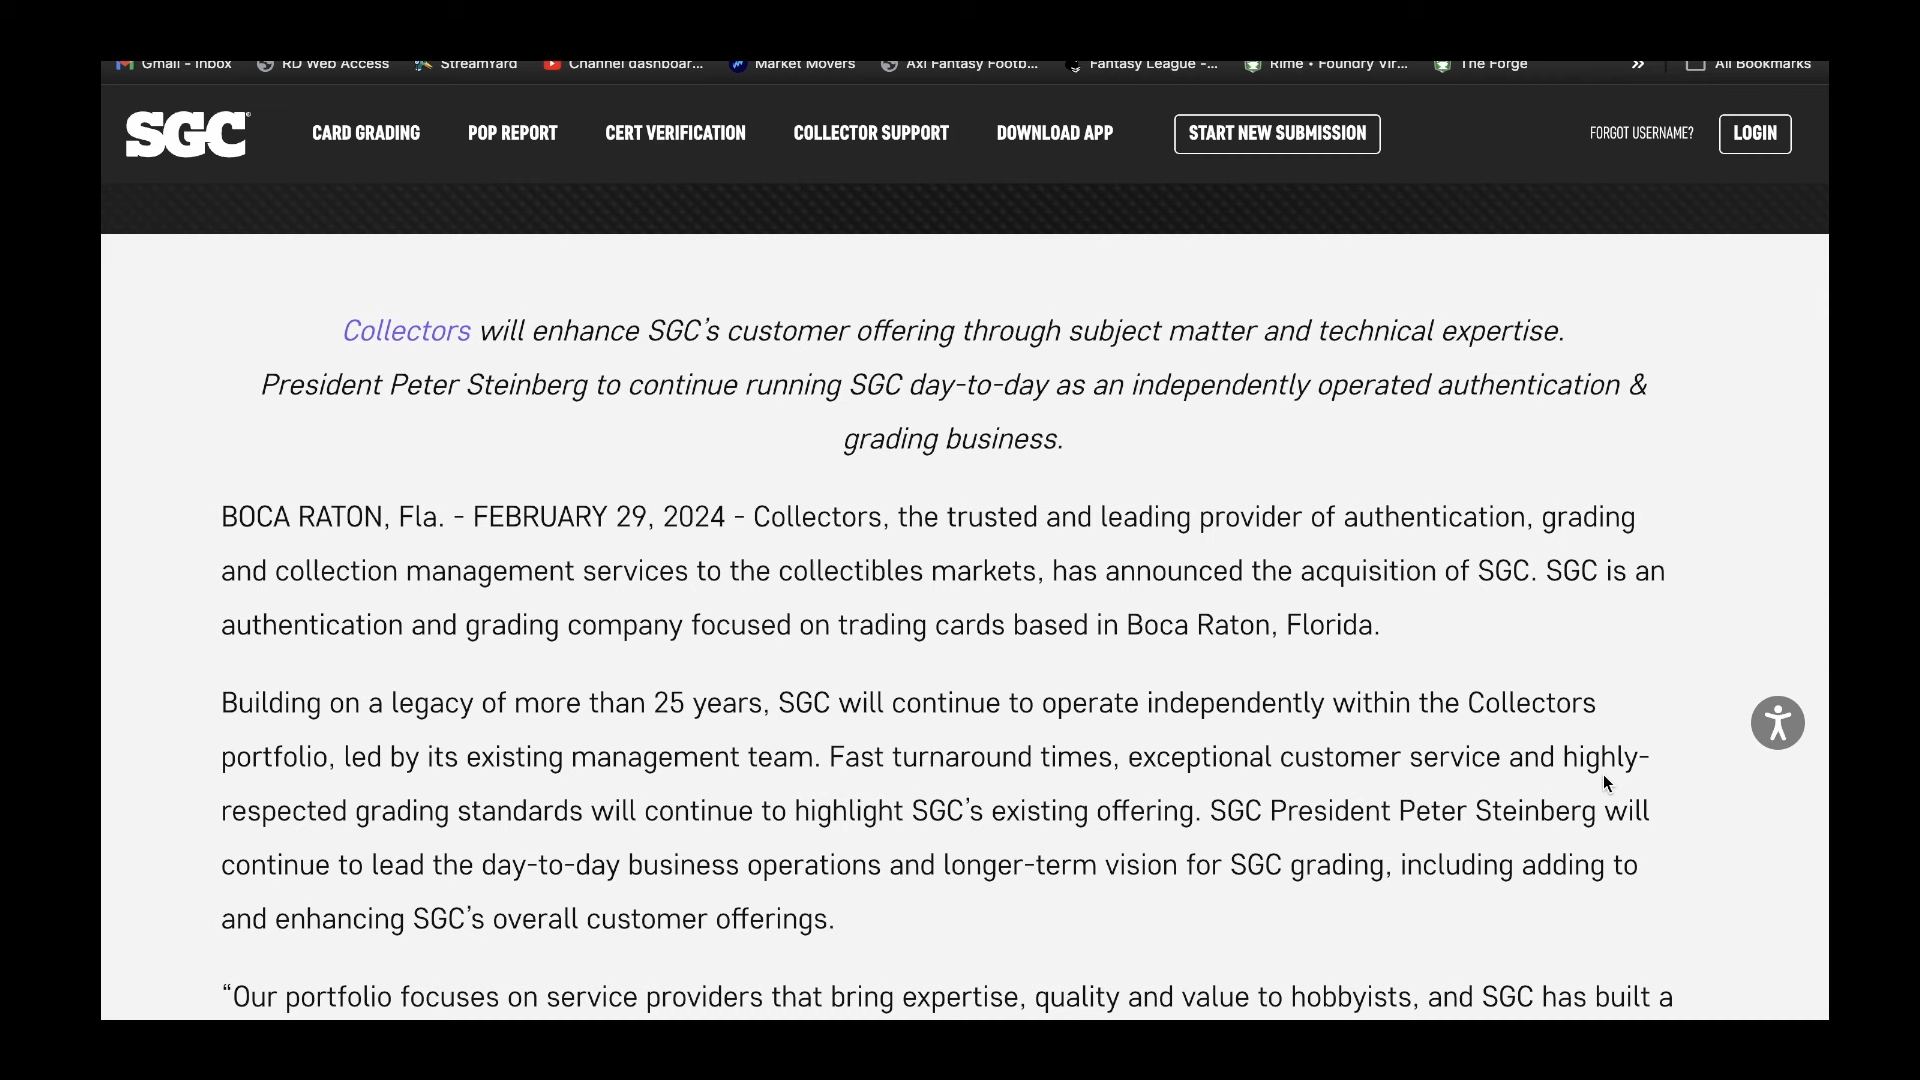 Gmail - Inbox RD Web Access StreamYard Channel dashboar... Market Movers Axl Fantasy Footb... Fantasy League -... Rime • Foundry Vir... The Forge » All Bookmarks
SGC CARD GRADING POP REPORT CERT VERIFICATION COLLECTOR SUPPORT DOWNLOAD APP START NEW SUBMISSION FORGOT USERNAME? LOGIN
Collectors will enhance SGC's customer offering through subject matter and technical expertise.
President Peter Steinberg to continue running SGC day-to-day as an independently operated authentication &
grading business.
BOCA RATON, Fla. - FEBRUARY 29, 2024 - Collectors, the trusted and leading provider of authentication, grading
and collection management services to the collectibles markets, has announced the acquisition of SGC. SGC is an
authentication and grading company focused on trading cards based in Boca Raton, Florida.
Building on a legacy of more than 25 years, SGC will continue to operate independently within the Collectors
portfolio, led by its existing management team. Fast turnaround times, exceptional customer service and highly-
respected grading standards will continue to highlight SGC's existing offering. SGC President Peter Steinberg will
continue to lead the day-to-day business operations and longer-term vision for SGC grading, including adding to
and enhancing SGC's overall customer offerings.
“Our portfolio focuses on service providers that bring expertise, quality and value to hobbyists, and SGC has built a